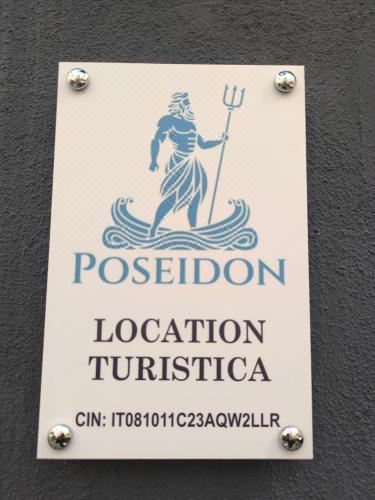 POSEIDON
LOCATION
TURISTICA
CIN: IT081011C23AQW2LLR